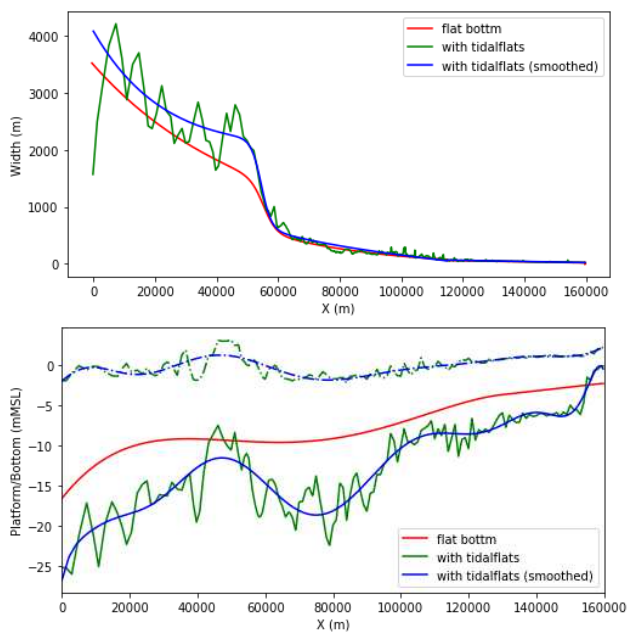 4000
3000
2000
1000
0
Width (m)
flat bottm
with tidalflats
with tidalflats (smoothed)
0 20000 40000 60000 80000 100000 120000 140000 160000
X (m)
0
−5
−10
−15
−20
−25
Platform/Bottom (mMSL)
flat bottm
with tidalflats
with tidalflats (smoothed)
0 20000 40000 60000 80000 100000 120000 140000 160000
X (m)